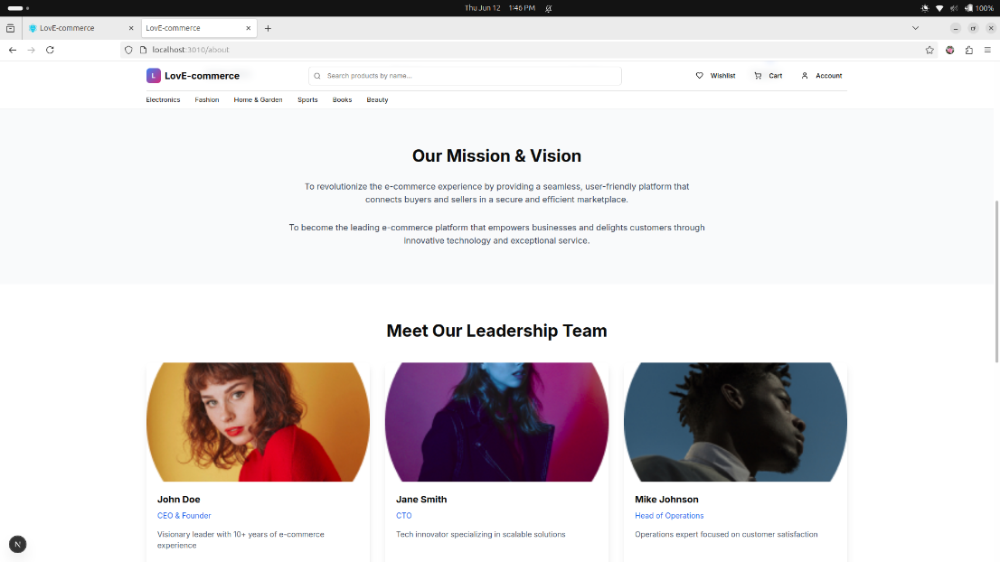 Thu Jun 12 1:46 PM
100%
LovE-commerce
LovE-commerce
localhost:3010/about
L LovE-commerce
Search products by name...
Wishlist
Cart
Account
Electronics Fashion Home & Garden Sports Books Beauty
Our Mission & Vision
To revolutionize the e-commerce experience by providing a seamless, user-friendly platform that
connects buyers and sellers in a secure and efficient marketplace.
To become the leading e-commerce platform that empowers businesses and delights customers through
innovative technology and exceptional service.
Meet Our Leadership Team
John Doe
CEO & Founder
Visionary leader with 10+ years of e-commerce
experience
Jane Smith
CTO
Tech innovator specializing in scalable solutions
Mike Johnson
Head of Operations
Operations expert focused on customer satisfaction
N